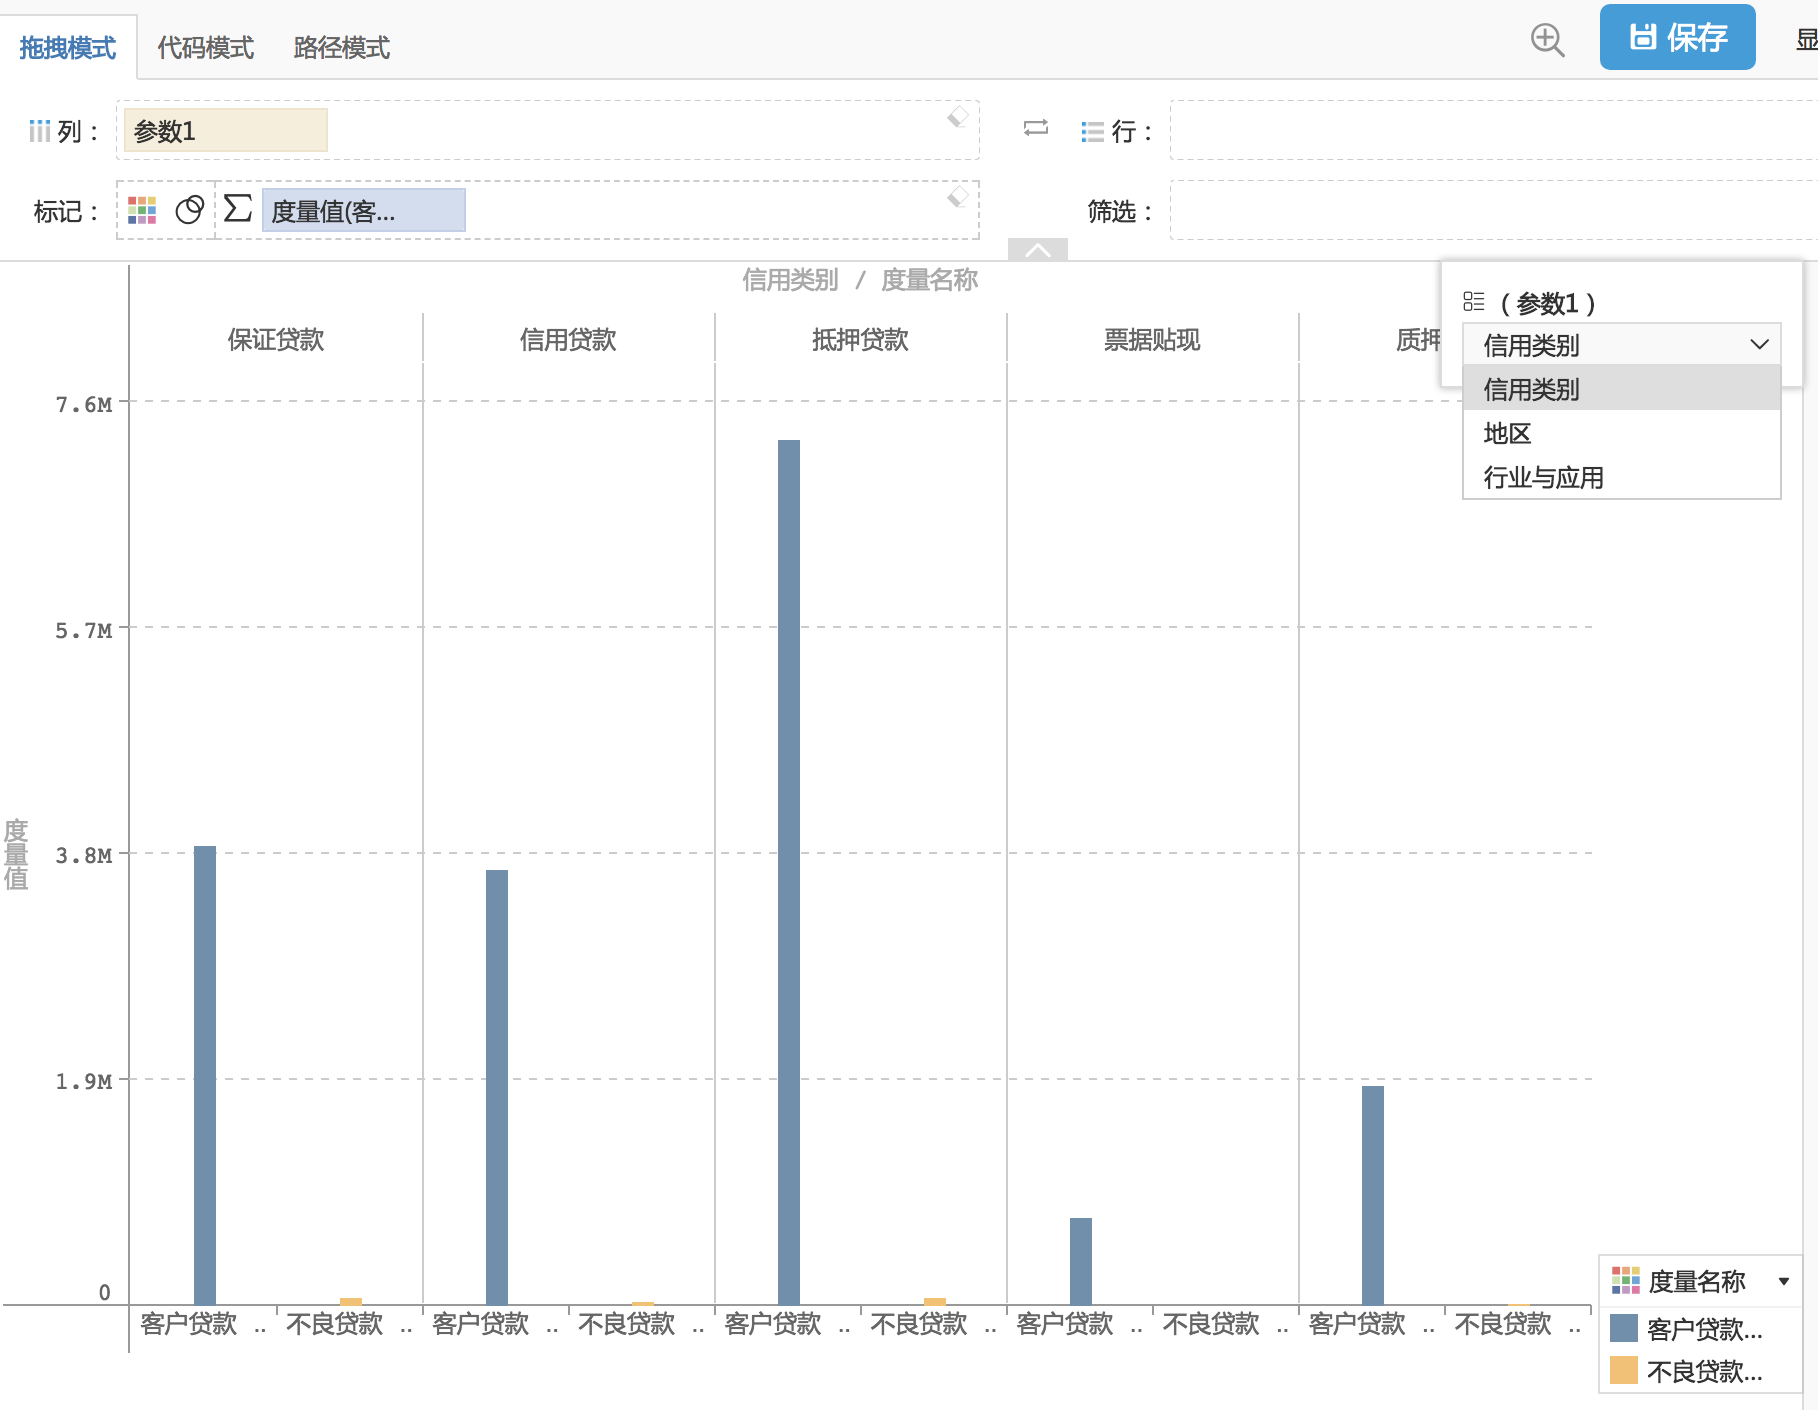 拖拽模式 代码模式 路径模式 保存
列： 参数1 行：
标记： 度量值(客... 筛选：
信用类别 / 度量名称
（参数1）
信用类别
信用类别
地区
行业与应用
保证贷款 信用贷款 抵押贷款 票据贴现 质押
7.6M
5.7M
3.8M
1.9M
0
度量值
客户贷款 .. 不良贷款 .. 客户贷款 .. 不良贷款 .. 客户贷款 .. 不良贷款 .. 客户贷款 .. 不良贷款 .. 客户贷款 .. 不良贷款 ..
度量名称
客户贷款...
不良贷款...